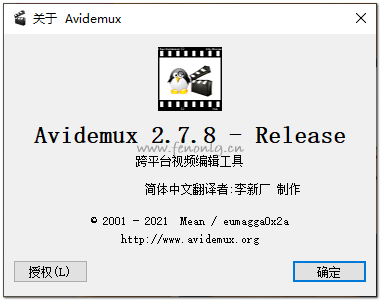 关于 Avidemux
Avidemux 2.7.8 - Release
www.fenonlq.cn
跨平台视频编辑工具
简体中文翻译者:李新厂 制作
© 2001 - 2021 Mean / eumagga0x2a
http://www.avidemux.org
授权(L)
确定